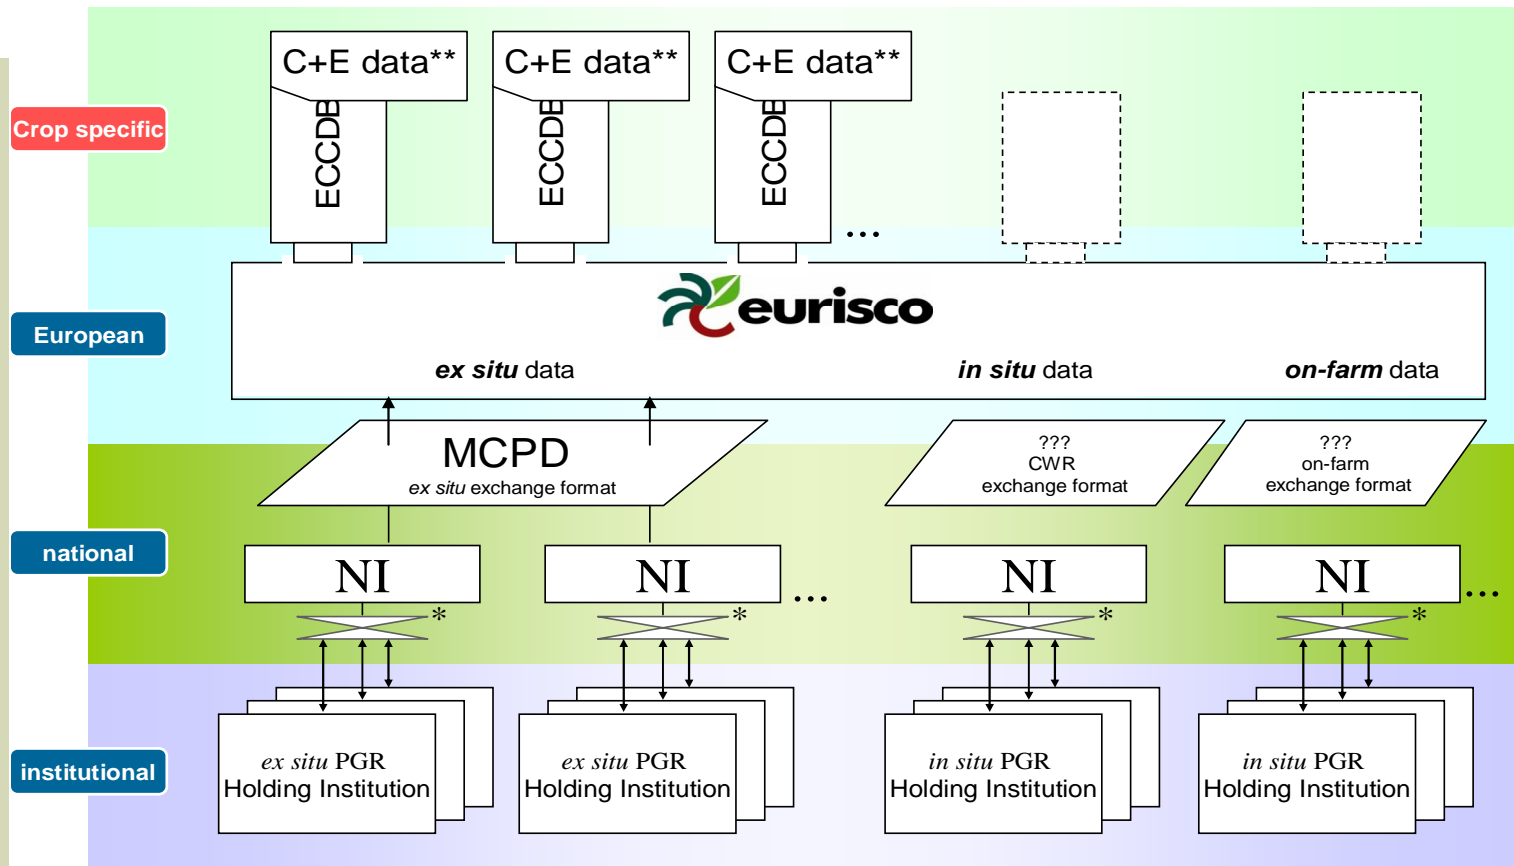 C+E data**
C+E data**
C+E data**
Crop specific
ECCDB
ECCDB
ECCDB
...
European
eurisco
ex situ data
in situ data
on-farm data
MCPD
ex situ exchange format
???
CWR
exchange format
???
on-farm
exchange format
national
NI
NI
...
NI
NI
...
*
*
*
*
institutional
ex situ PGR
Holding Institution
ex situ PGR
Holding Institution
in situ PGR
Holding Institution
in situ PGR
Holding Institution